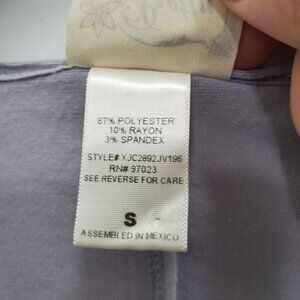 87% POLYESTER
10% RAYON
3% SPANDEX
STYLE# XJC2892JV196
RN# 97023
SEE REVERSE FOR CARE
S
ASSEMBLED IN MEXICO